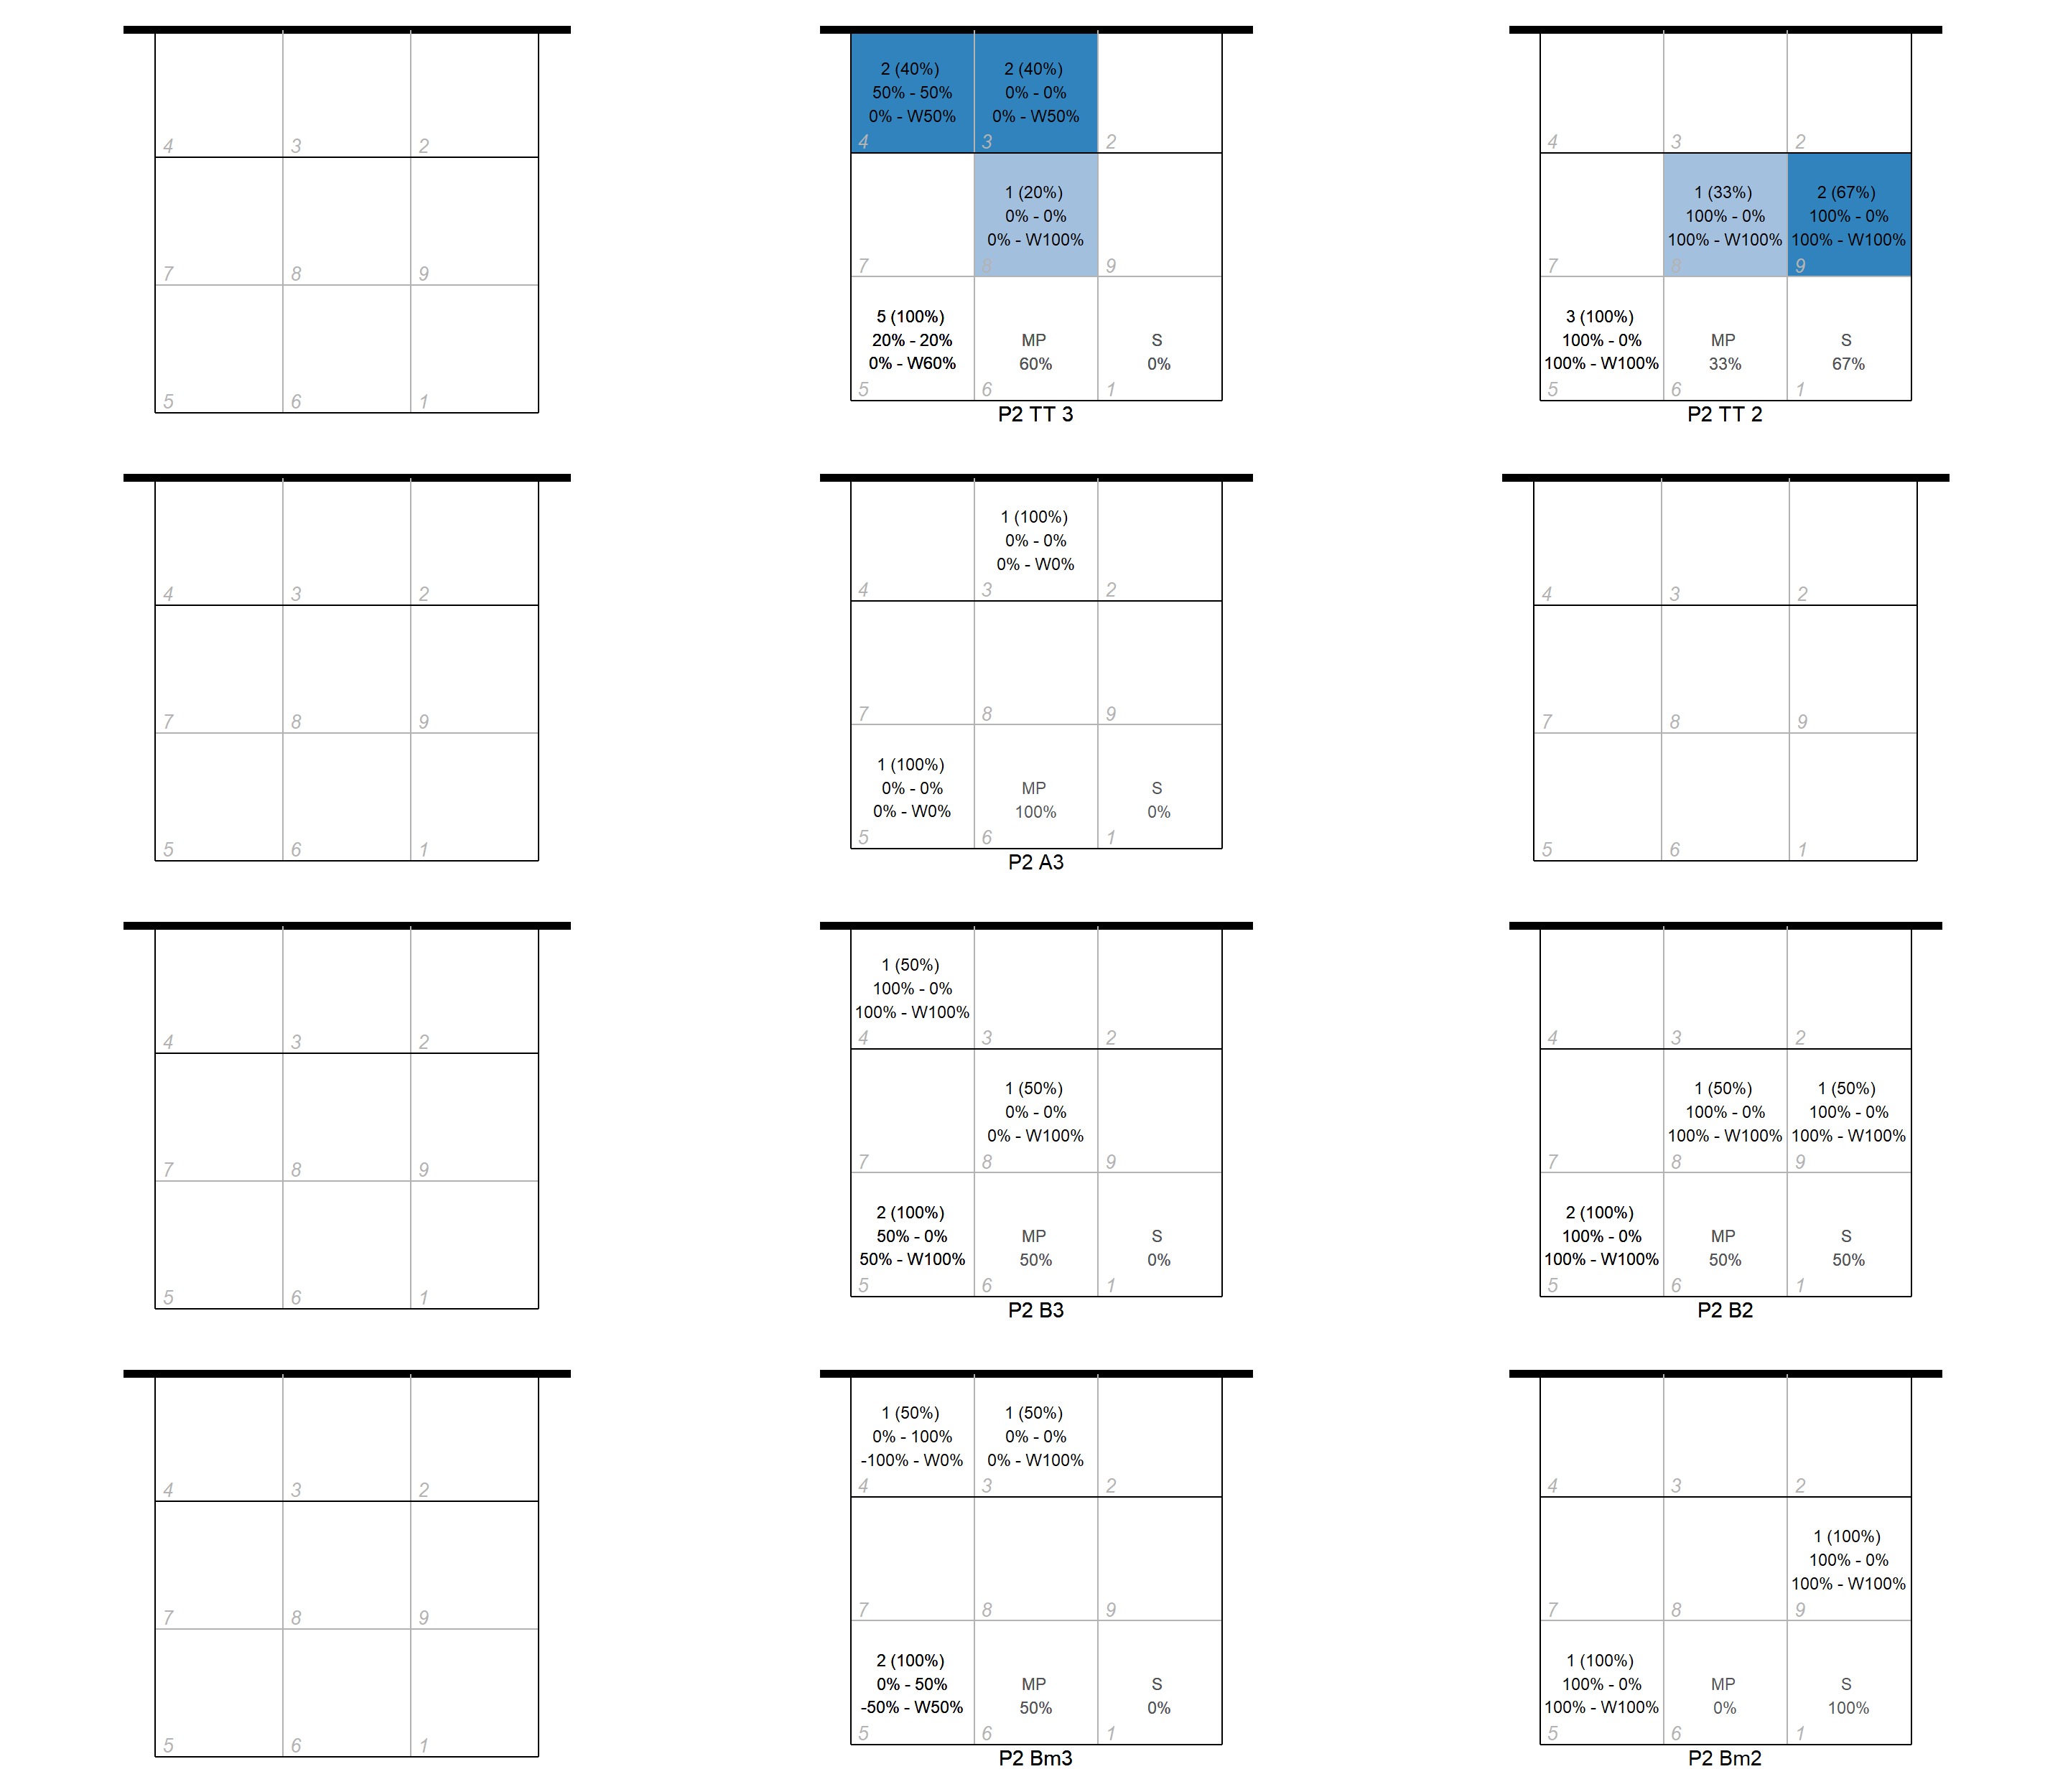 4 3 2
7 8 9
5 6 1
2 (40%)
50% - 50%
0% - W50%
2 (40%)
0% - 0%
0% - W50%
4 3 2
1 (20%)
0% - 0%
0% - W100%
7 8 9
5 (100%)
20% - 20%
0% - W60%
MP
60%
S
0%
5 6 1
P2 TT 3
4 3 2
1 (33%)
100% - 0%
100% - W100%
2 (67%)
100% - 0%
100% - W100%
7 8 9
3 (100%)
100% - 0%
100% - W100%
MP
33%
S
67%
5 6 1
P2 TT 2
4 3 2
7 8 9
5 6 1
1 (100%)
0% - 0%
0% - W0%
4 3 2
7 8 9
1 (100%)
0% - 0%
0% - W0%
MP
100%
S
0%
5 6 1
P2 A3
4 3 2
7 8 9
5 6 1
4 3 2
7 8 9
5 6 1
1 (50%)
100% - 0%
100% - W100%
4 3 2
1 (50%)
0% - 0%
0% - W100%
7 8 9
2 (100%)
50% - 0%
50% - W100%
MP
50%
S
0%
5 6 1
P2 B3
4 3 2
1 (50%)
100% - 0%
100% - W100%
1 (50%)
100% - 0%
100% - W100%
7 8 9
2 (100%)
100% - 0%
100% - W100%
MP
50%
S
50%
5 6 1
P2 B2
4 3 2
7 8 9
5 6 1
1 (50%)
0% - 100%
-100% - W0%
1 (50%)
0% - 0%
0% - W100%
4 3 2
7 8 9
2 (100%)
0% - 50%
-50% - W50%
MP
50%
S
0%
5 6 1
P2 Bm3
4 3 2
1 (100%)
100% - 0%
100% - W100%
7 8 9
1 (100%)
100% - 0%
100% - W100%
MP
0%
S
100%
5 6 1
P2 Bm2